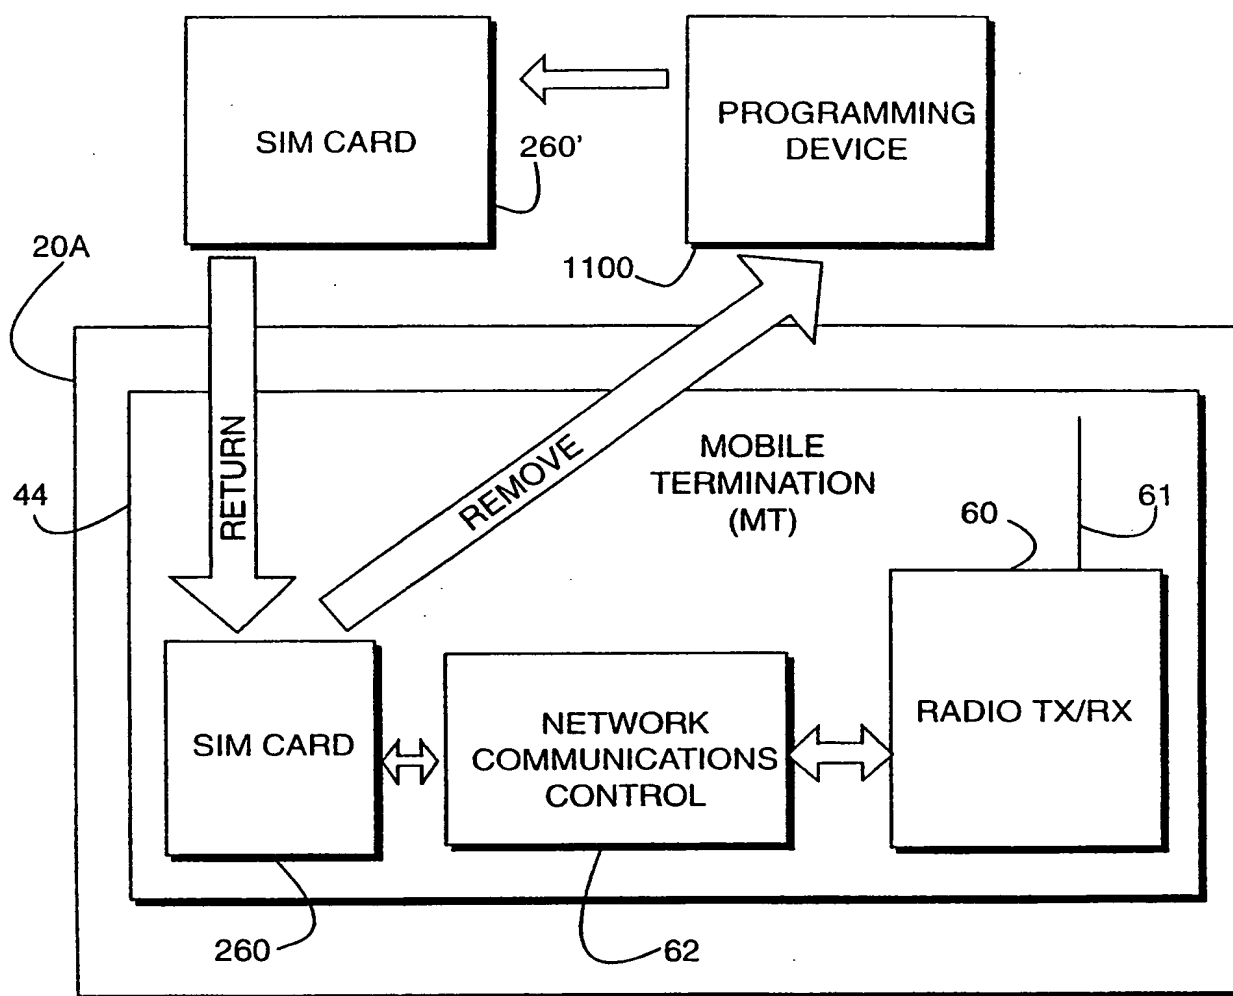 SIM CARD
PROGRAMMING
DEVICE
260’
20A
1100
RETURN
REMOVE
MOBILE
TERMINATION
(MT)
44
60
61
SIM CARD
NETWORK
COMMUNICATIONS
CONTROL
RADIO TX/RX
260
62